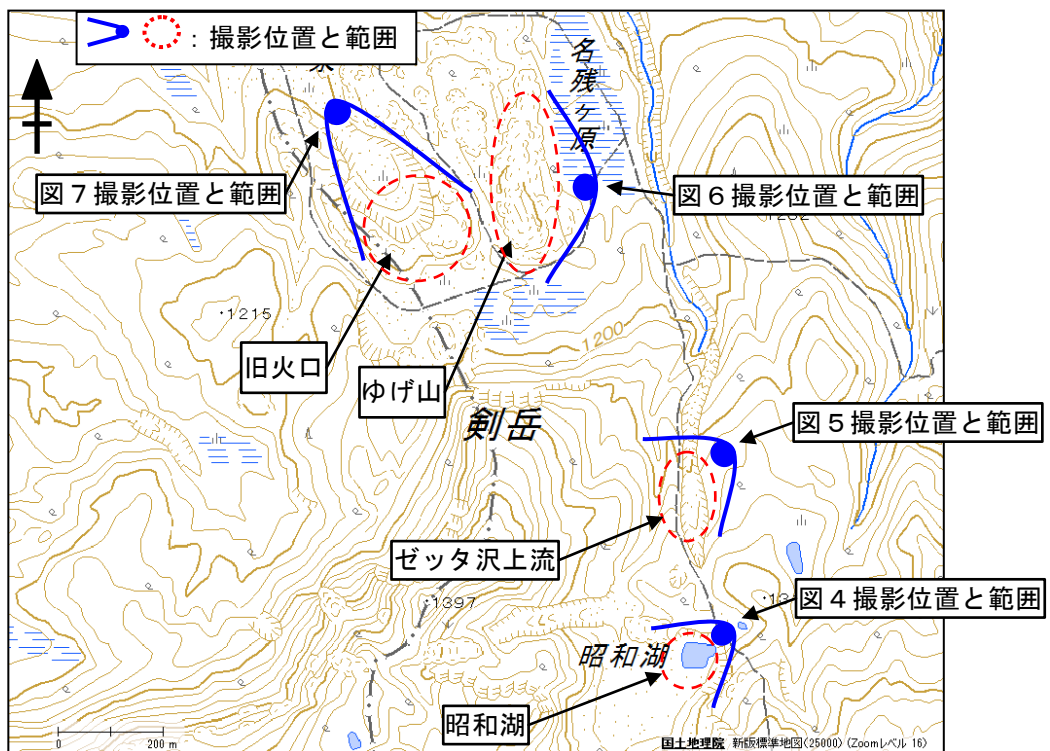 ：撮影位置と範囲
名残ヶ原
図７撮影位置と範囲
図６撮影位置と範囲
・1215
旧火口
1200
ゆげ山
剣岳
図５撮影位置と範囲
ゼッタ沢上流
・1397
図４撮影位置と範囲
昭和湖
昭和湖
0 200 m
国土地理院 新版標準地図(25000) (ZoomLベル 16)